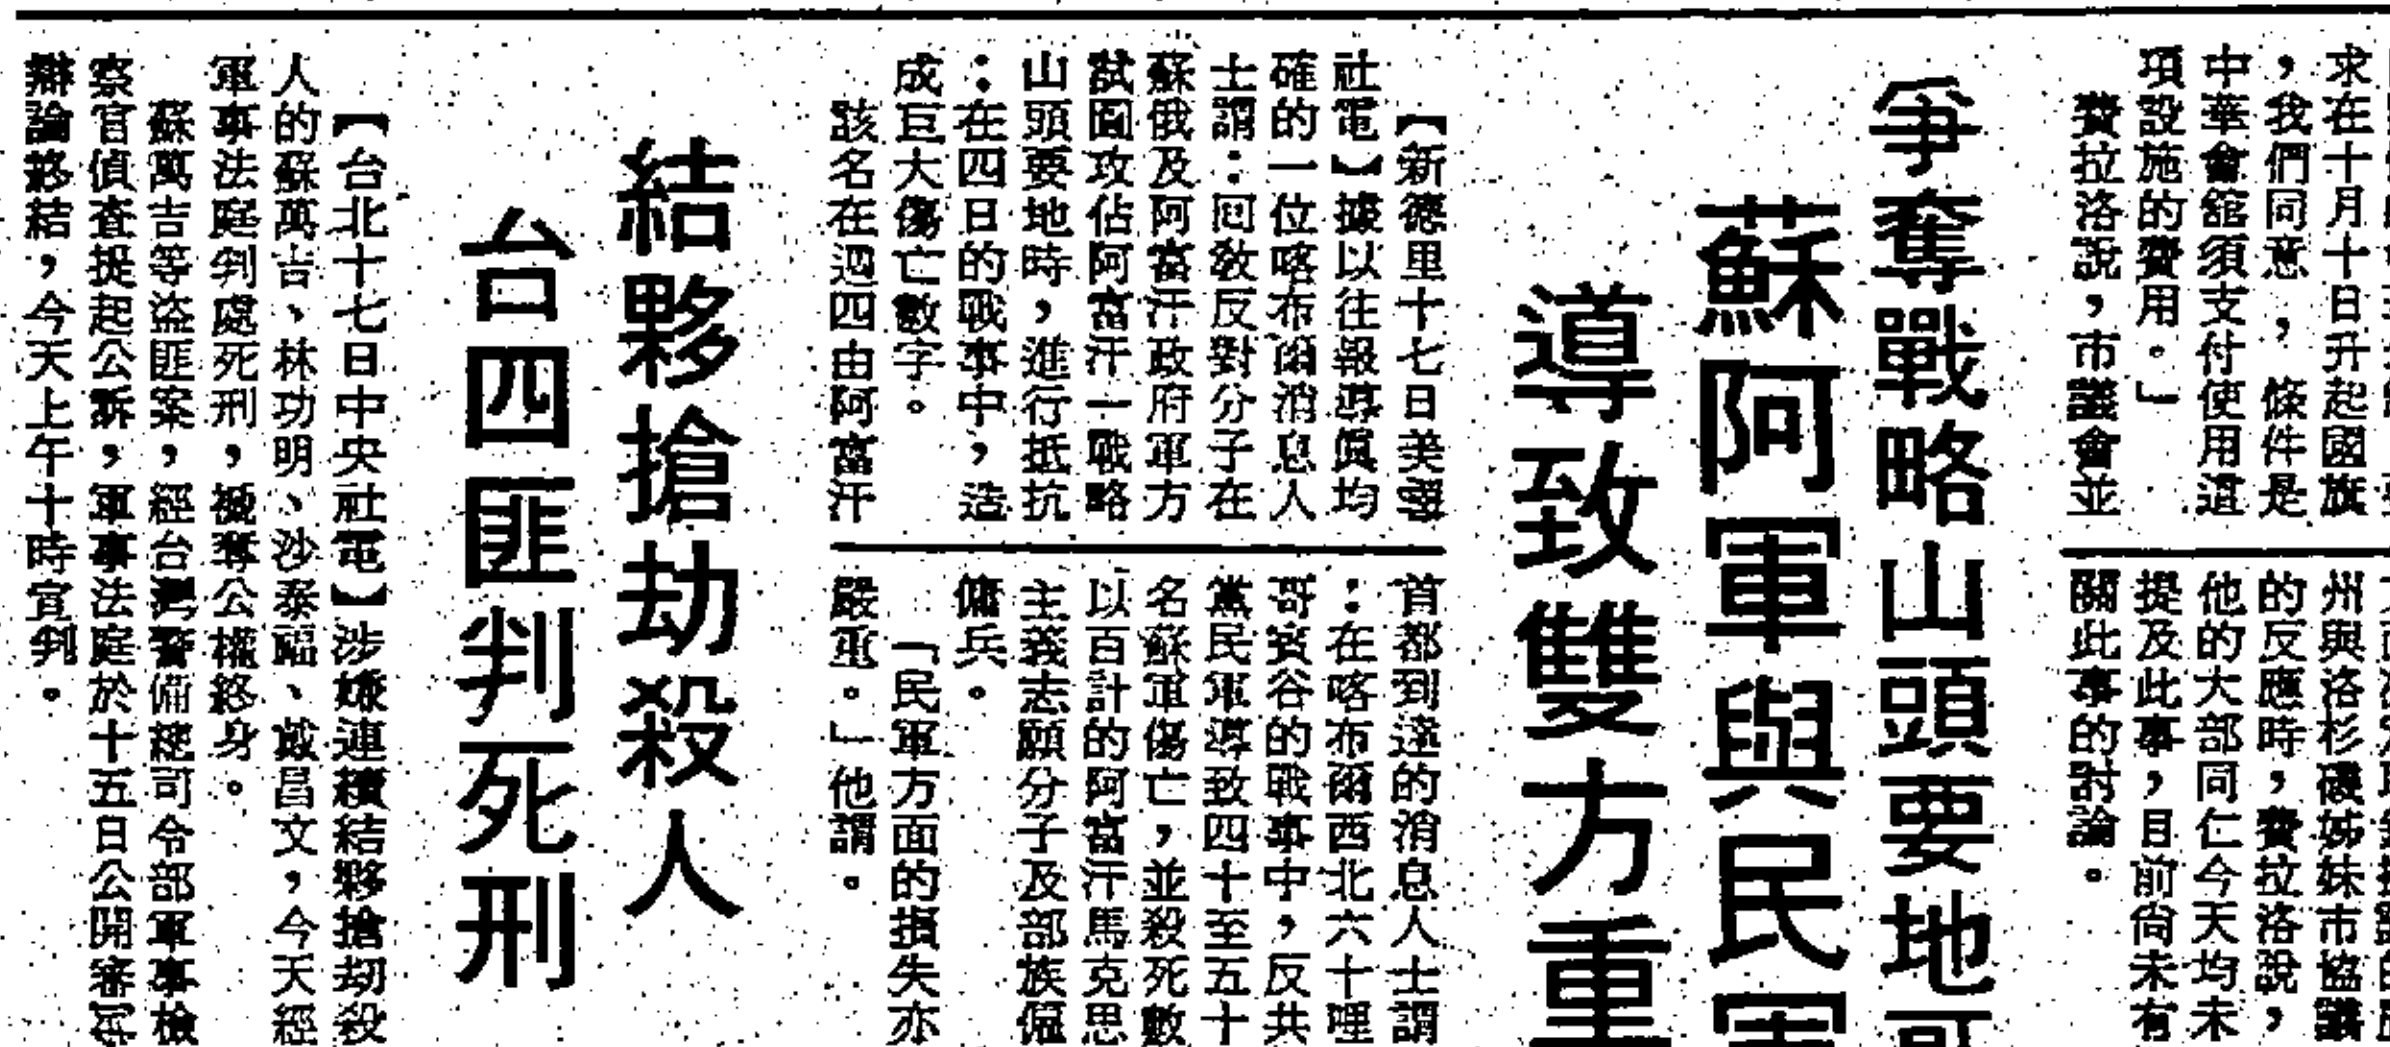 求在十月十日升起國旗
，我們同意，條件是
中華會館須支付使用這
項設施的費用。」
費拉洛說，市議會並
州與洛杉磯姊妹市協議
的反應時，費拉洛說，
他的大部同仁今天均未
提及此事，目前尚未有
關此事的討論。
爭奪戰略山頭要地
蘇阿軍與民軍
導致雙方重
【新德里十七日美聯
社電】據以往報導眞均
確的一位喀布爾消息人
士謂：回敎反對分子在
蘇俄及阿富汗政府軍方
試圖攻佔阿富汗一戰略
山頭要地時，進行抵抗
：在四日的戰事中，造
成巨大傷亡數字。
該名在週四由阿富汗
首都到達的消息人士謂
：在喀布爾西北六十哩
哥賓谷的戰事中，反共
黨民軍導致四十至五十
名蘇軍傷亡，並殺死數
以百計的阿富汗馬克思
主義志願分子及部族僱
傭兵。
「民軍方面的損失亦
嚴重。」他謂。
結夥搶劫殺人
台四匪判死刑
【台北十七日中央社電】涉嫌連續結夥搶劫殺
人的蘇萬吉、林功明、沙泰福、戴昌文，今天經
軍事法庭判處死刑，褫奪公權終身。
蘇萬吉等盜匪案，經台灣警備總司令部軍事檢
察官偵查提起公訴，軍事法庭於十五日公開審理
辯論終結，今天上午十時宣判。